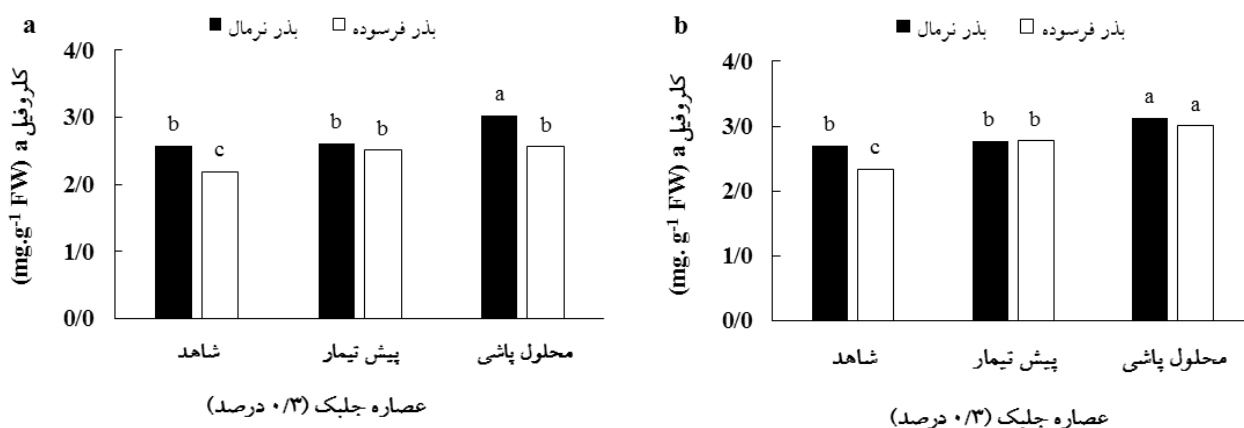 a
بذر نرمال
بذر فرسوده
کلروفیل a (mg.g-1 FW)
4/0
3/0
2/0
1/0
0/0
b
c
b
b
a
b
شاهد
پیش تیمار
محلول پاشی
عصاره جلبک (۰/۳ درصد)
b
بذر نرمال
بذر فرسوده
کلروفیل a (mg. g-1 FW)
4/0
3/0
2/0
1/0
0/0
b
c
b
b
a
a
شاهد
پیش تیمار
محلول پاشی
عصاره جلبک (۰/۳ درصد)